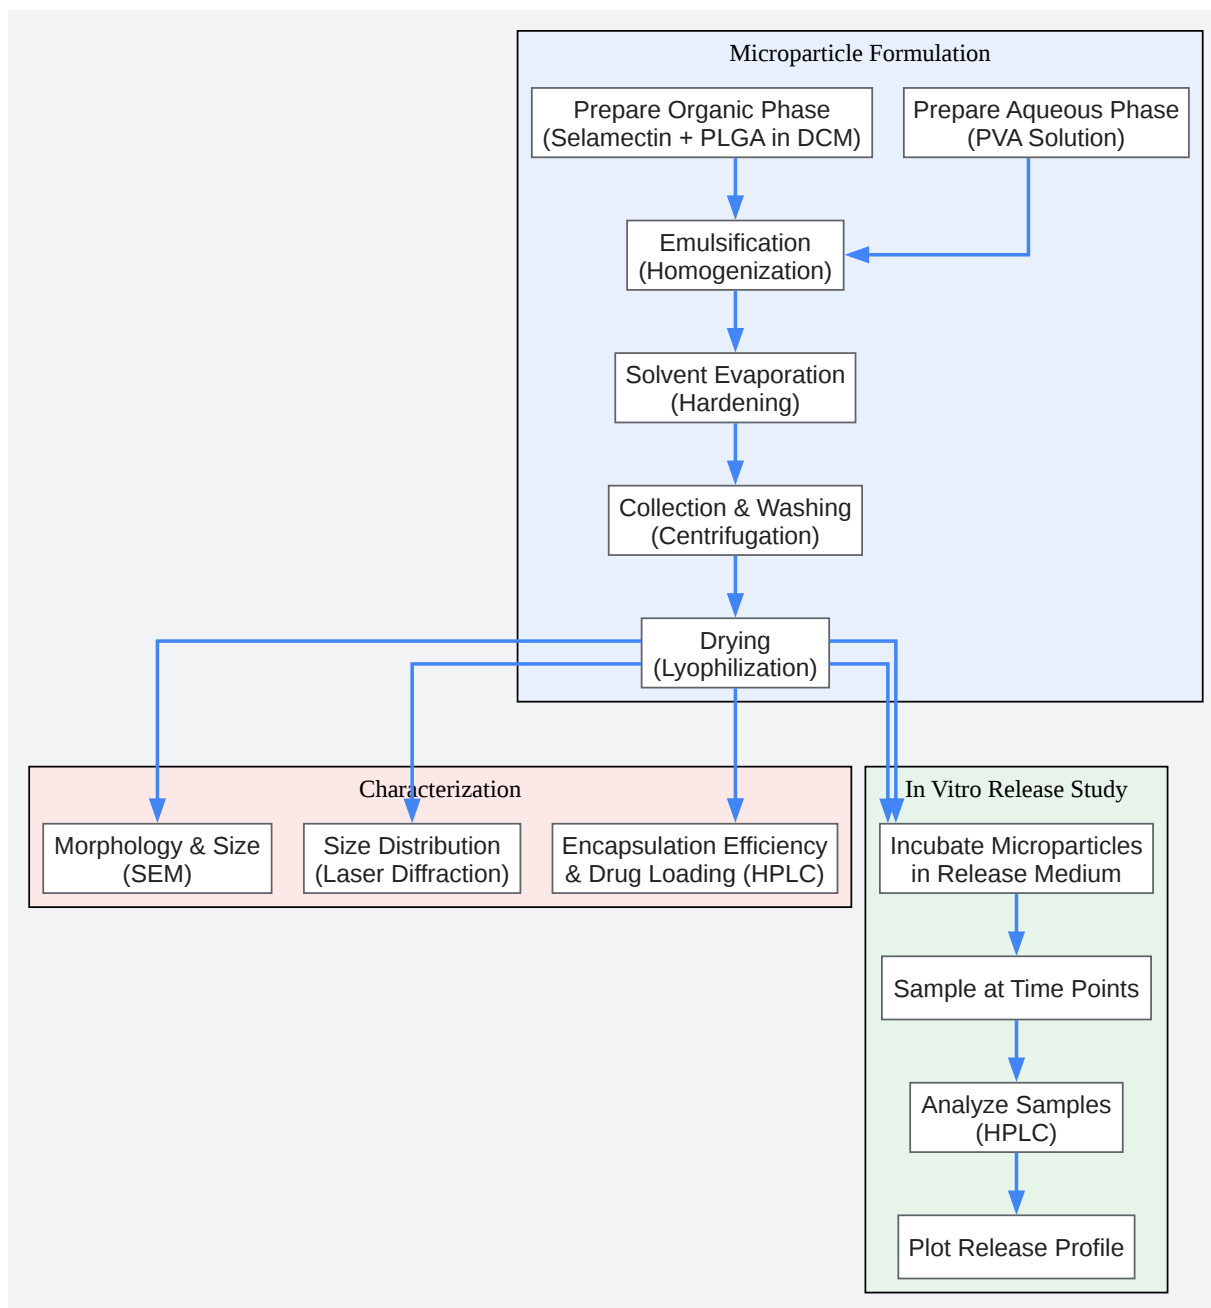 Microparticle Formulation
Prepare Organic Phase
(Selamectin + PLGA in DCM)
Prepare Aqueous Phase
(PVA Solution)
Emulsification
(Homogenization)
Solvent Evaporation
(Hardening)
Collection & Washing
(Centrifugation)
Drying
(Lyophilization)
Characterization
Morphology & Size
(SEM)
Size Distribution
(Laser Diffraction)
Encapsulation Efficiency
& Drug Loading (HPLC)
In Vitro Release Study
Incubate Microparticles
in Release Medium
Sample at Time Points
Analyze Samples
(HPLC)
Plot Release Profile